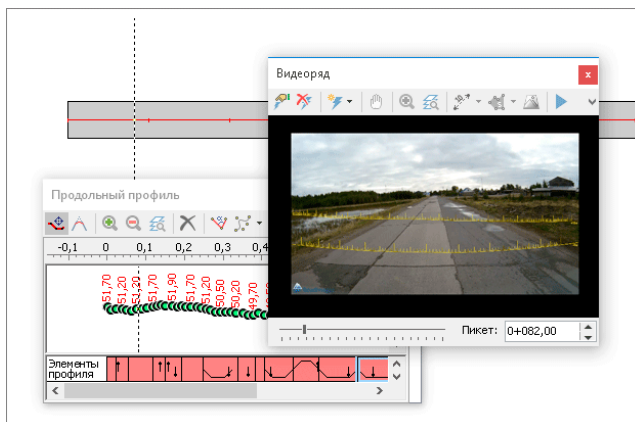 Видеоряд
Продольный профиль
-0,1 0 0,1 0,2 0,3 0,4
51,70 51,20 51,20 51,70 51,90 51,70 51,20 50,50 50,20 49,70
Пикет: 0+082,00
Элементы
профиля